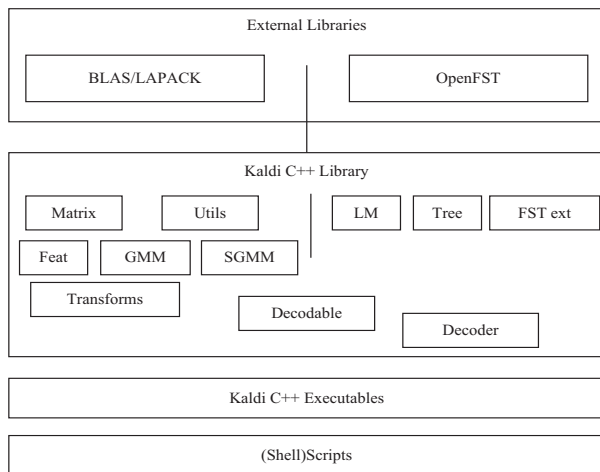 External Libraries
BLAS/LAPACK
OpenFST
Kaldi C++ Library
Matrix
Utils
LM
Tree
FST ext
Feat
GMM
SGMM
Transforms
Decodable
Decoder
Kaldi C++ Executables
(Shell)Scripts